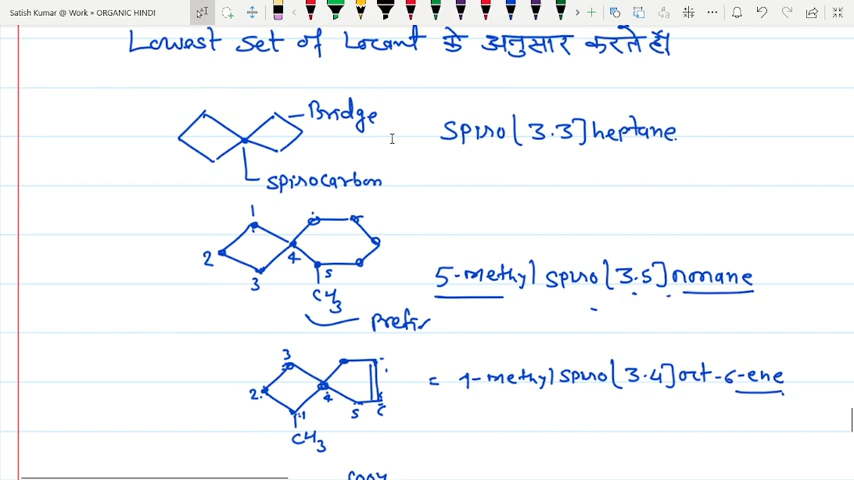 Satish Kumar @ Work » ORGANIC HINDI
Lowest Set of Locant के अनुसार करते हैं।
Bridge
Spiro[3.3]heptane
Spirocarbon
1
2
3
4
5
CH3
5-methyl spiro[3.5]nonane
Prefix
3
2
1
4
5
6
CH3
= 1-methylspiro[3.4]oct-6-ene